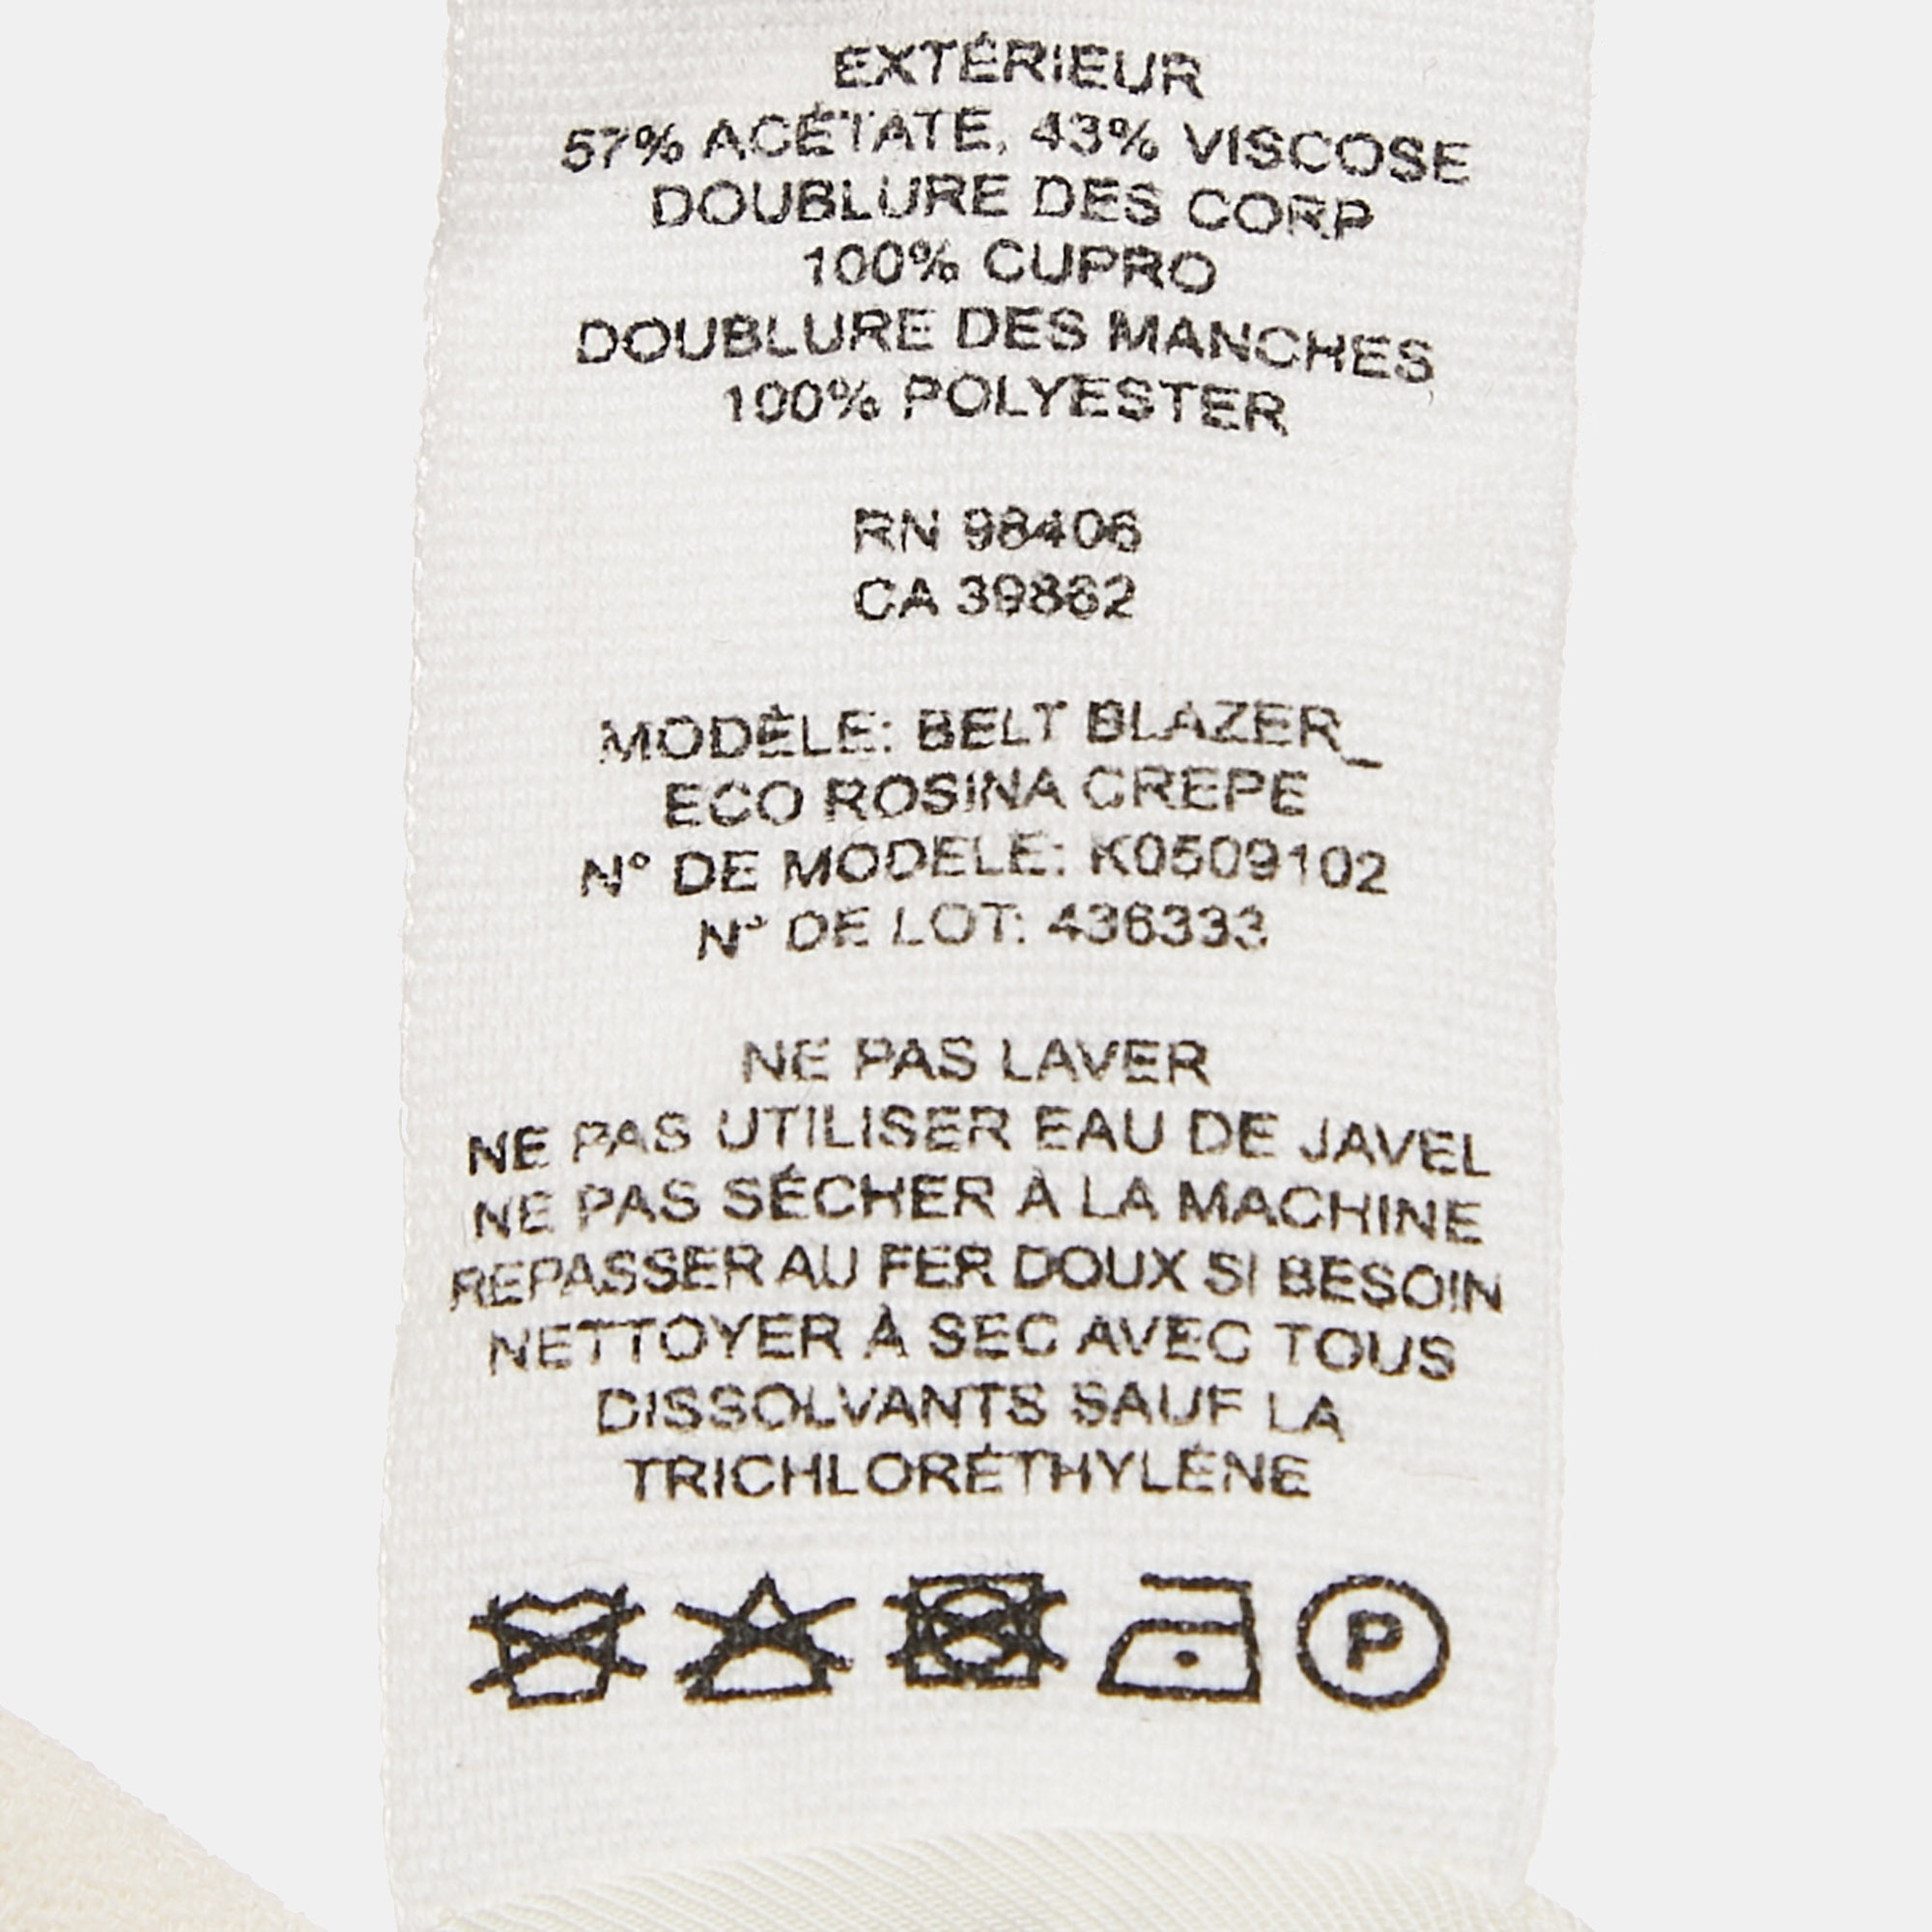 EXTÉRIEUR
57% ACÉTATE, 43% VISCOSE
DOUBLURE DES CORP
100% CUPRO
DOUBLURE DES MANCHES
100% POLYESTER
RN 98406
CA 39862
MODÈLE: BELT BLAZER_
ECO ROSINA CREPE
N° DE MODELE: K0509102
N° DE LOT: 436333
NE PAS LAVER
NE PAS UTILISER EAU DE JAVEL
NE PAS SÉCHER À LA MACHINE
REPASSER AU FER DOUX SI BESOIN
NETTOYER À SEC AVEC TOUS
DISSOLVANTS SAUF LA
TRICHLORÉTHYLÈNE
P